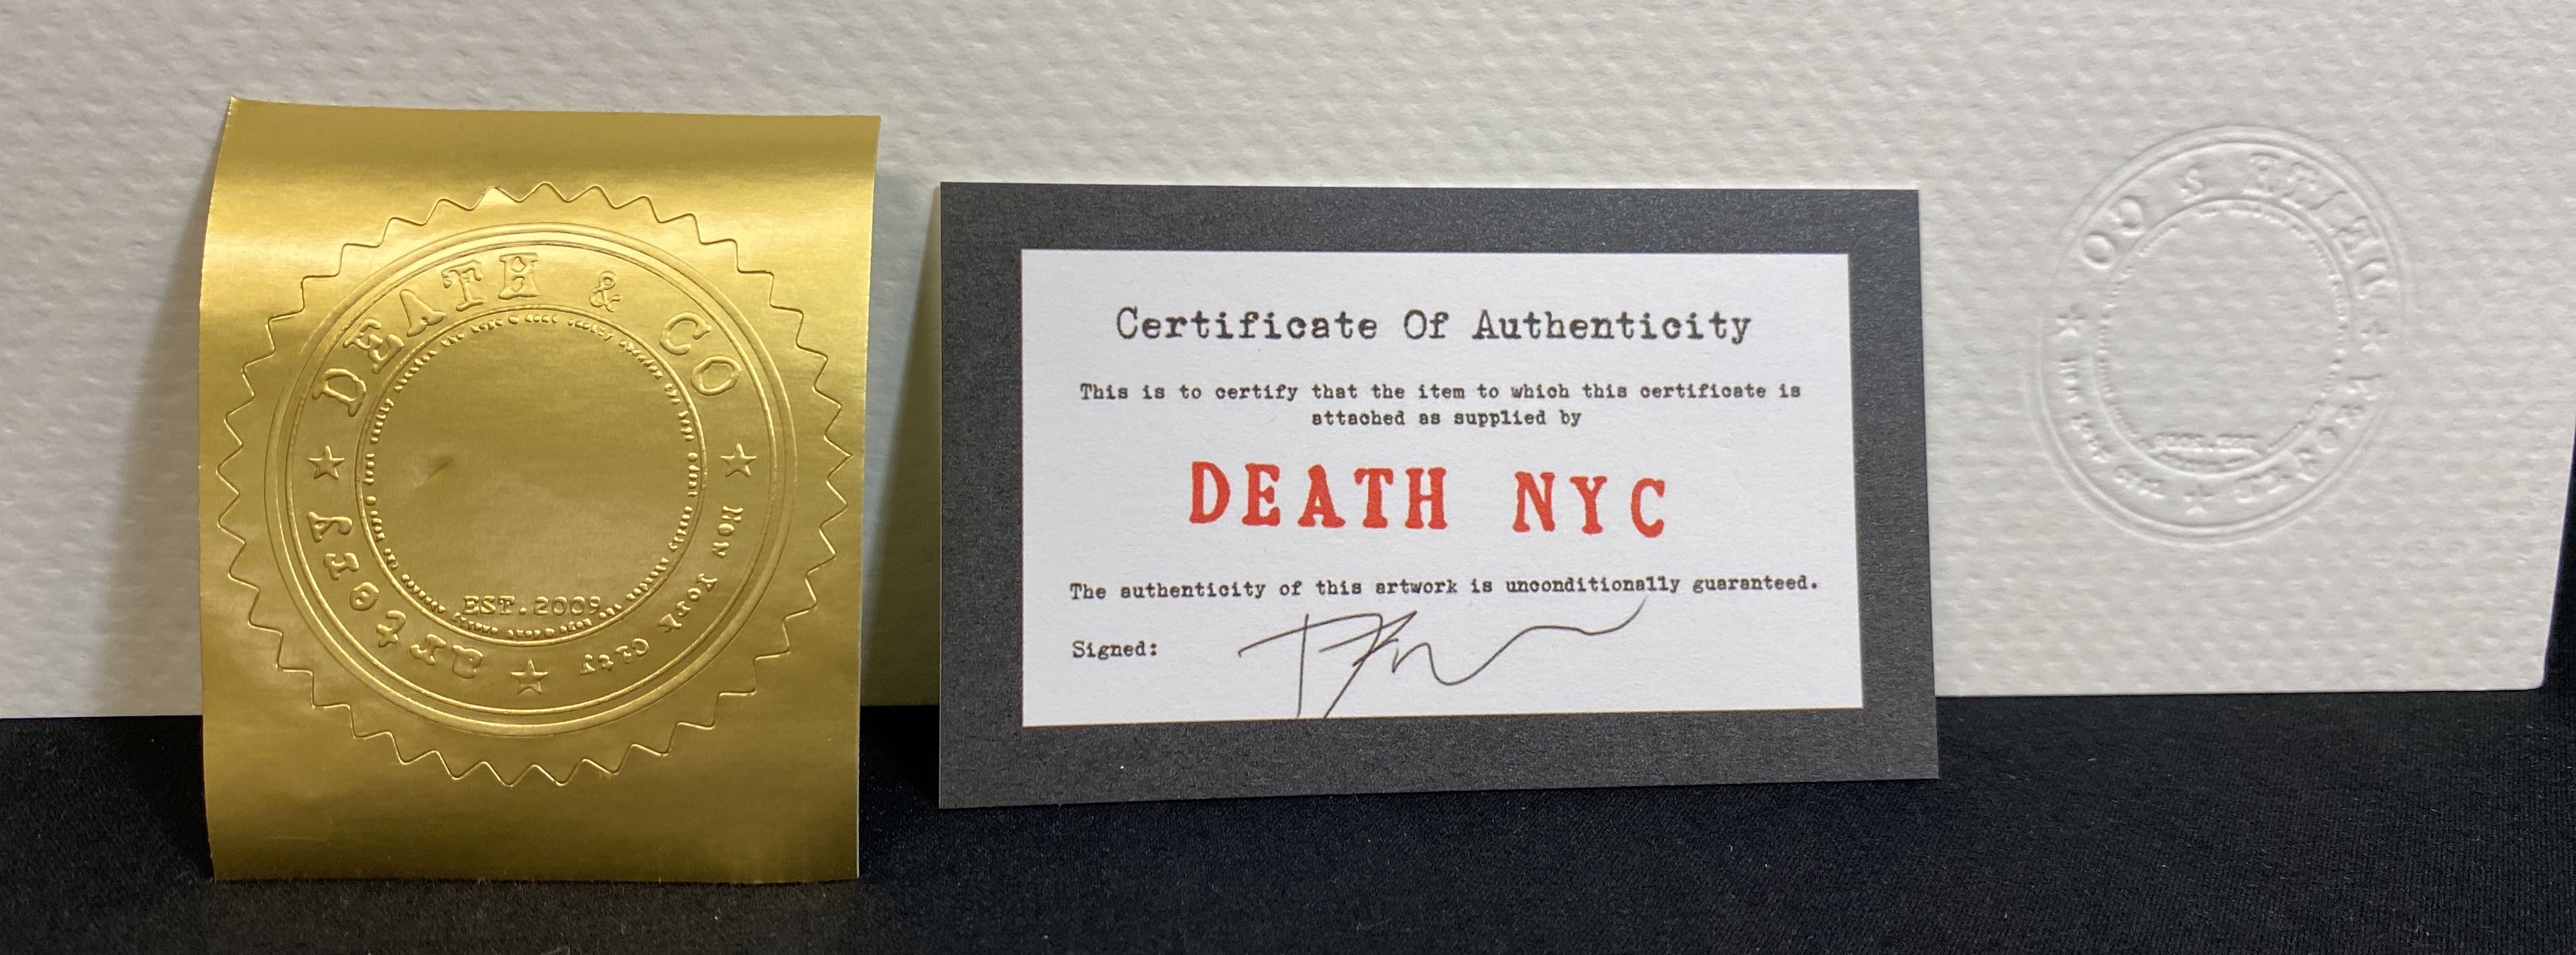 DEATH & CO
New York City
artery
EST.2009
Certificate Of Authenticity
This is to certify that the item to which this certificate is
attached as supplied by
DEATH NYC
The authenticity of this artwork is unconditionally guaranteed.
Signed: